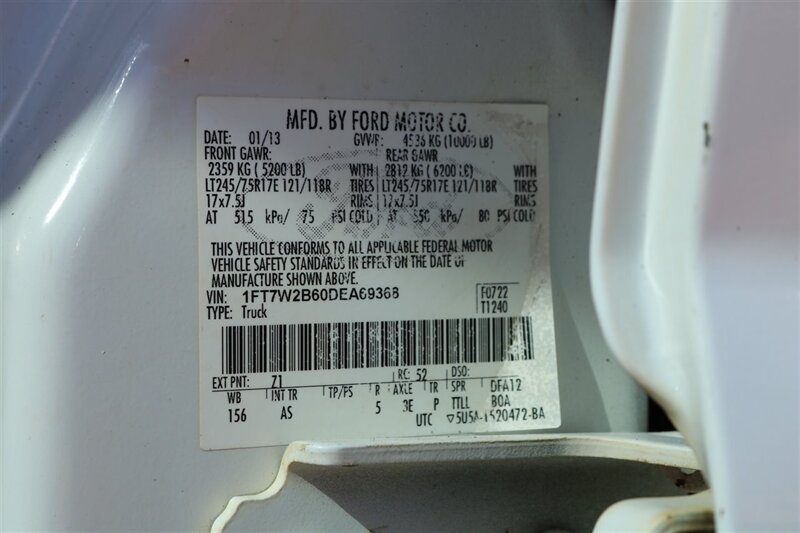 MFD. BY FORD MOTOR CO.
DATE: 01/13 GVWR: 4536 KG (10000 LB)
FRONT GAWR: REAR GAWR
2359 KG (5200 LB) WITH 2812 KG (6200 LB) WITH
LT245/75R17E 121/118R TIRES LT245/75R17E 121/118R TIRES
17x7.5J RIMS 17x7.5J RIMS
AT 515 kPa/ 75 PSI COLD AT 550 kPa/ 80 PSI COLD
THIS VEHICLE CONFORMS TO ALL APPLICABLE FEDERAL MOTOR
VEHICLE SAFETY STANDARDS IN EFFECT ON THE DATE OF
MANUFACTURE SHOWN ABOVE.
VIN: 1FT7W2B60DEA69368 F0722
TYPE: Truck T1240
EXT PNT: Z1 RC: 52 DSO:
WB INT TR TP/PS R AXLE TR SPR DFA12
156 AS 5 3E P TTLL BOA
UTC ▽5U5A-1520472-BA